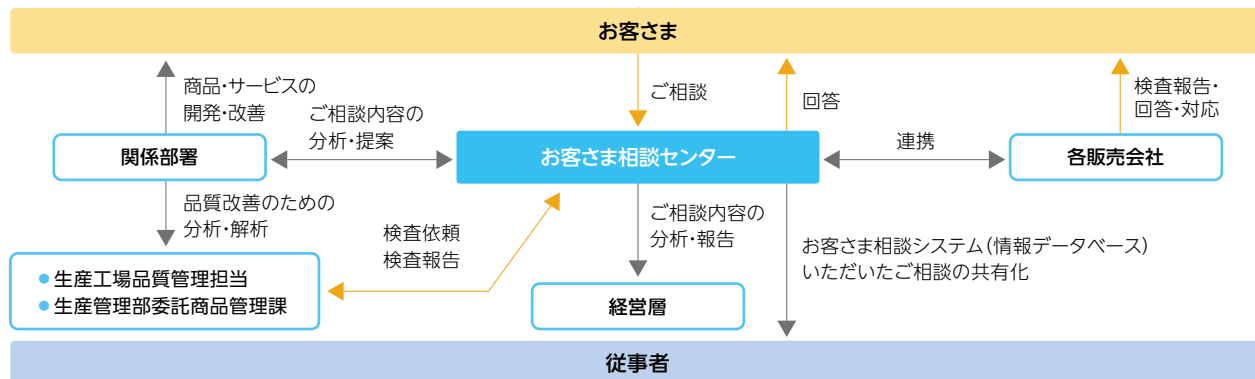 お客さま
商品・サービスの
開発・改善
ご相談内容の
分析・提案
ご相談
回答
検査報告・
回答・対応
関係部署
お客さま相談センター
連携
各販売会社
品質改善のための
分析・解析
検査依頼
検査報告
ご相談内容の
分析・報告
お客さま相談システム（情報データベース）
いただいたご相談の共有化
●生産工場品質管理担当
●生産管理部委託商品管理課
経営層
従事者